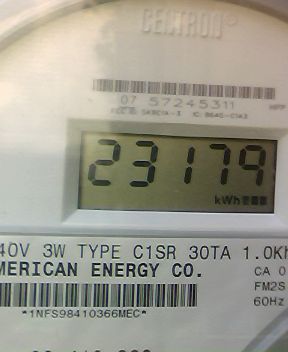 CENTRON®
07 57245311
23179
kWh
40V 3W TYPE C1SR 30TA 1.0Kh
MERICAN ENERGY CO.
CA 0
FM2S
60Hz
*1NFS98410366MEC*